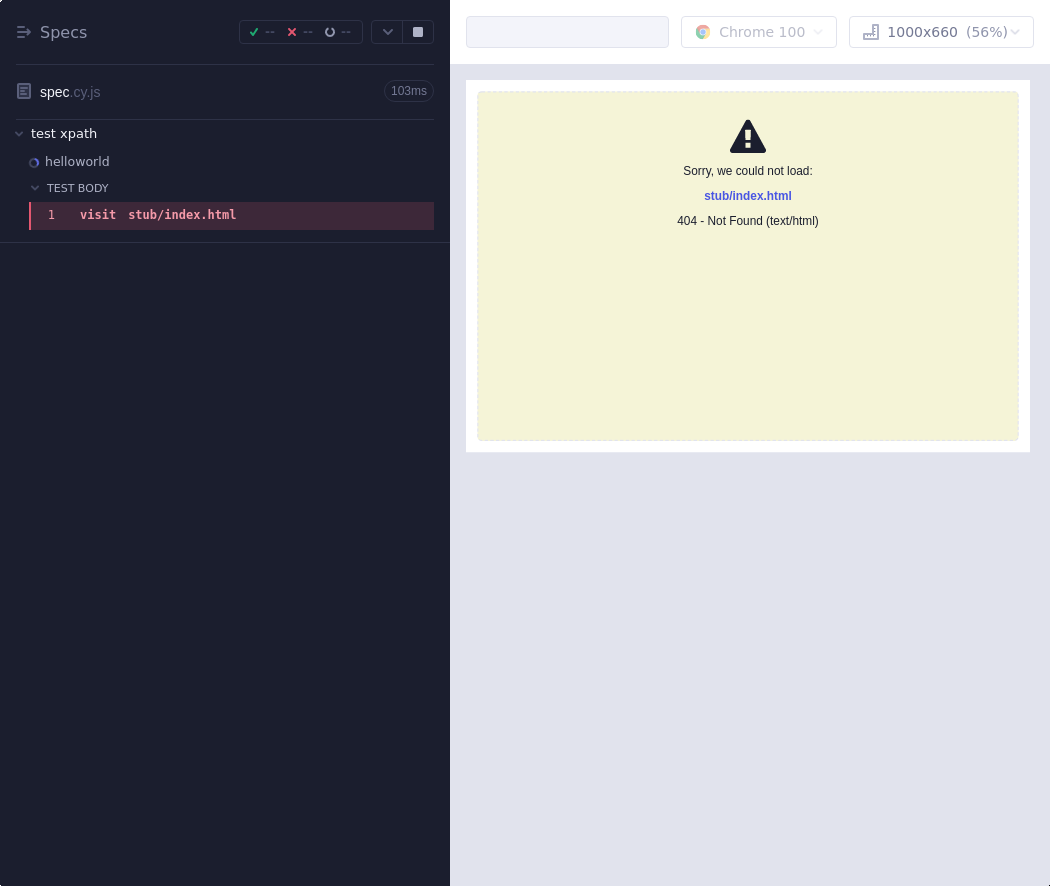 Specs -- -- --
spec.cy.js 103ms
test xpath
helloworld
TEST BODY
1 visit stub/index.html
Chrome 100 1000x660 (56%)
Sorry, we could not load:
stub/index.html
404 - Not Found (text/html)